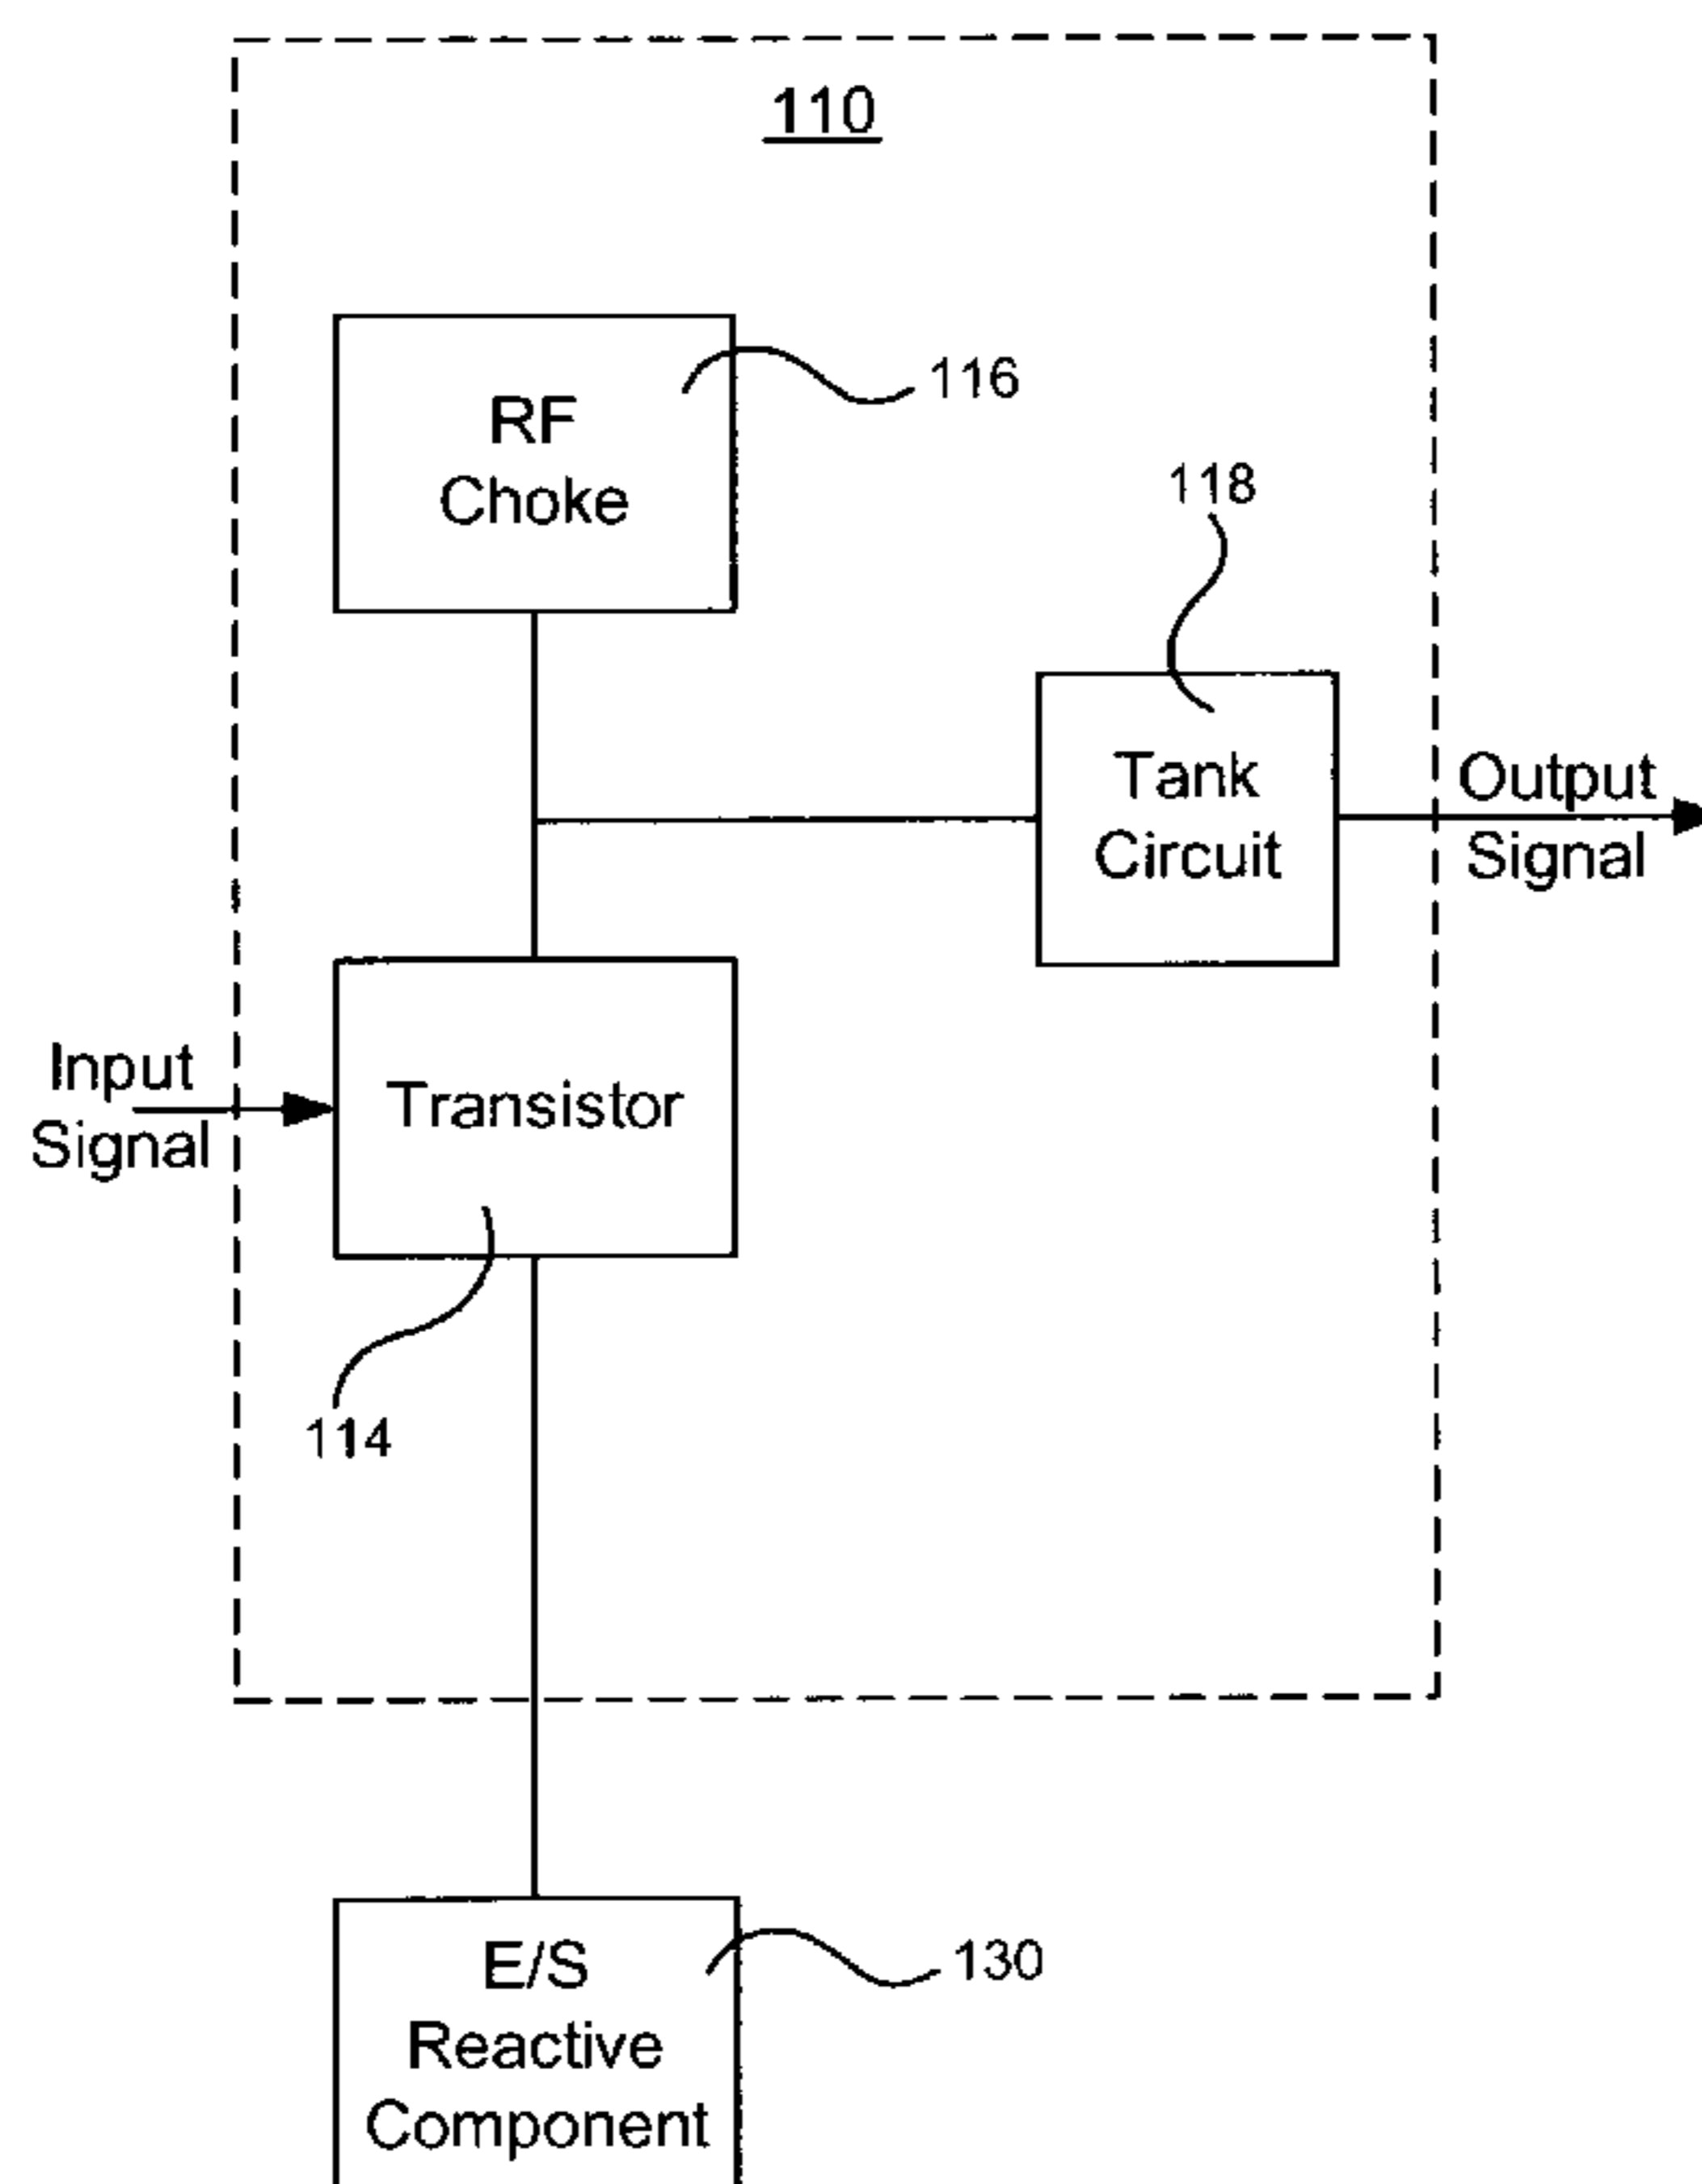 110
RF
Choke
116
118
Tank
Circuit
Output
Signal
Input
Signal
Transistor
114
E/S
Reactive
Component
130